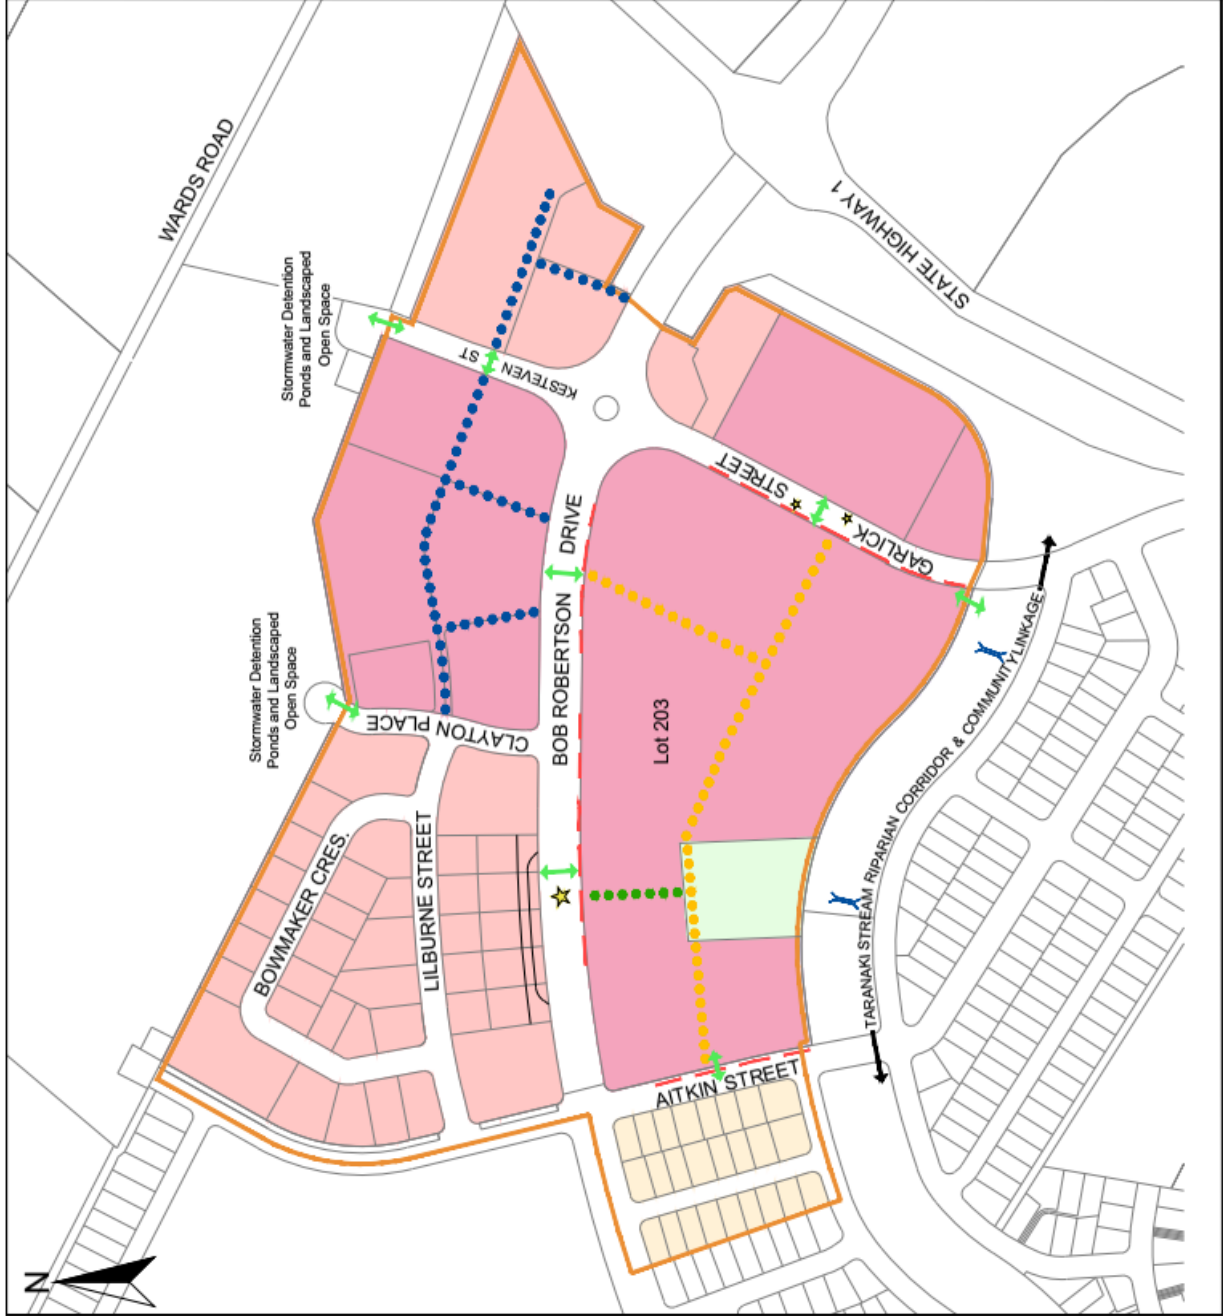 WARDS ROAD
STATE HIGHWAY 1
Stormwater Detention
Ponds and Landscaped
Open Space
KESTEVEN
ST
GARLICK
STREET
BOB ROBERTSON
DRIVE
Stormwater Detention
Ponds and Landscaped
Open Space
CLAYTON PLACE
Lot 203
TARANAKI STREAM RIPARIAN CORRIDOR & COMMUNITY LINKAGE
BOWMAKER CRES.
LILBURNE STREET
AITKIN STREET
N